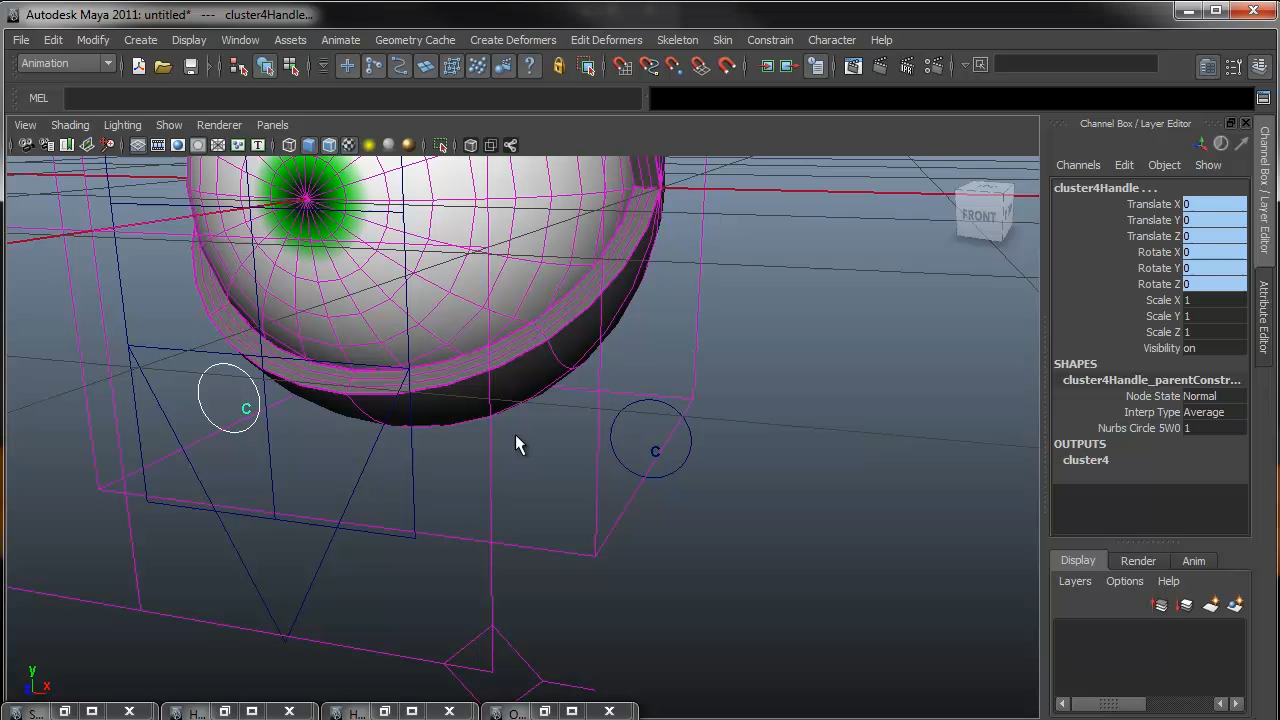 Autodesk Maya 2011: untitled* --- cluster4Handle...
File Edit Modify Create Display Window Assets Animate Geometry Cache Create Deformers Edit Deformers Skeleton Skin Constrain Character Help
Animation
MEL
View Shading Lighting Show Renderer Panels
Channel Box / Layer Editor
Channels Edit Object Show
cluster4Handle . . .
Translate X 0
Translate Y 0
Translate Z 0
Rotate X 0
Rotate Y 0
Rotate Z 0
Scale X 1
Scale Y 1
Scale Z 1
Visibility on
SHAPES
cluster4Handle_parentConstr...
Node State Normal
Interp Type Average
Nurbs Circle 5W0 1
OUTPUTS
cluster4
Display Render Anim
Layers Options Help
Channel Box / Layer Editor
Attribute Editor
FRONT
C
C
y
x
S...
H...
H...
O...